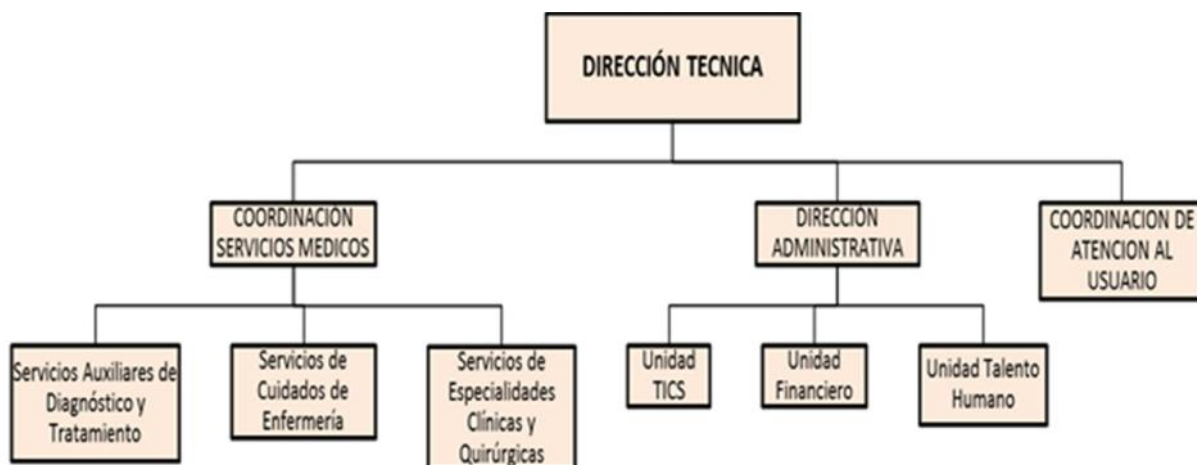 DIRECCIÓN TECNICA
COORDINACIÓN
SERVICIOS MEDICOS
DIRECCIÓN
ADMINISTRATIVA
COORDINACION DE
ATENCION AL
USUARIO
Servicios Auxiliares de
Diagnóstico y
Tratamiento
Servicios de
Cuidados de
Enfermería
Servicios de
Especialidades
Clínicas y
Quirúrgicas
Unidad
TICS
Unidad
Financiero
Unidad Talento
Humano